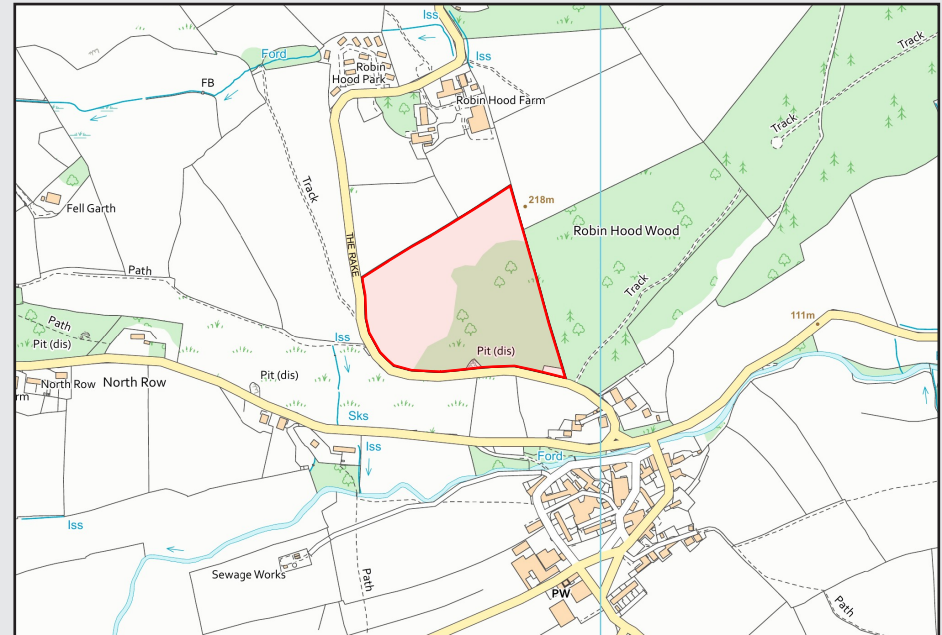 Iss
Iss
Ford
Robin
Hood Park
FB
Robin Hood Farm
Track
Track
Track
Fell Garth
218m
Robin Hood Wood
THE RAKE
Path
Track
Path
Pit (dis)
Iss
Pit (dis)
111m
North Row
North Row
rm
Pit (dis)
Sks
Iss
Ford
Iss
Sewage Works
Path
PW
Path